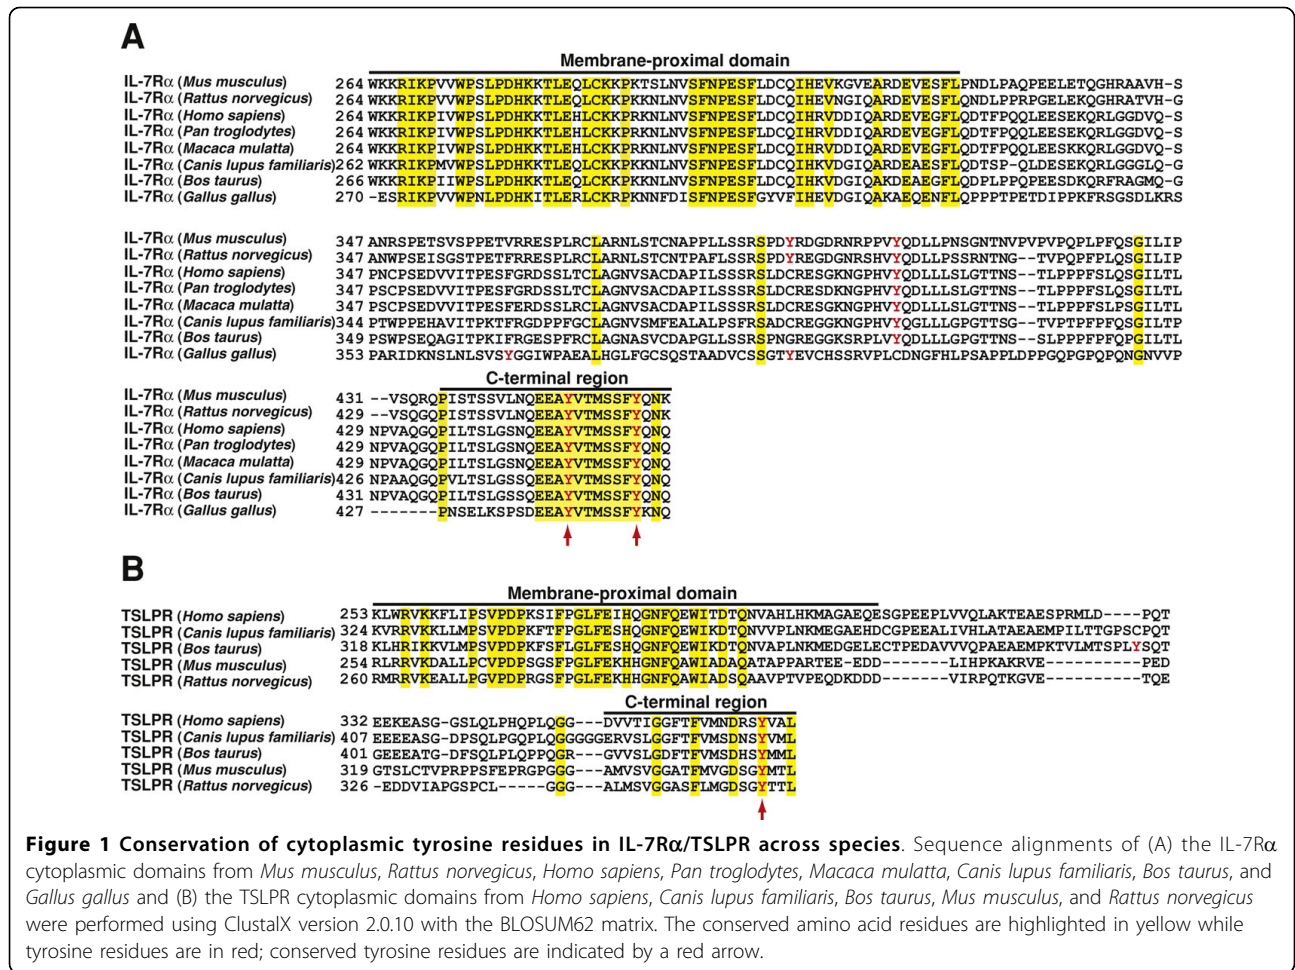 A
Membrane-proximal domain
IL-7Rα (Mus musculus) 264 WKKRIKPVVWPSLPDHKKTLEQLCKKPKTSLNVSFNPESFLDCQIHEVKGVEARDEVESFLPNDLPAQPEELETQGHRAAVH-S
IL-7Rα (Rattus norvegicus) 264 WKKRIKPVVWPSLPDHKKTLEQLCKKPKKNLNVSFNPESFLDCQIHEVNGIQARDEVESFLQNDLPPRPGELEKQGHRATVH-G
IL-7Rα (Homo sapiens) 264 WKKRIKPIVWPSLPDHKKTLEHLCKKPRKNLNVSFNPESFLDCQIHRVDDIQARDEVEGFLQDTFPQQLEESEKQRLGGDVQ-S
IL-7Rα (Pan troglodytes) 264 WKKRIKPIVWPSLPDHKKTLEHLCKKPRKNLNVSFNPESFLDCQIHRVDDIQARDEVEGFLQDTFPQQLEESEKQRLGGDVQ-S
IL-7Rα (Macaca mulatta) 264 WKKRIKPIVWPSLPDHKKTLEHLCKKPRKNLNVSFNPESFLDCQIHRVDDIQARDEVEGFLQDTFPQQLEESEKQRLGGDVQ-S
IL-7Rα (Canis lupus familiaris) 262 WKKRIKPMVWPSLPDHKKTLEQLCKKPKKNLNVSFNPESFLDCQIHKVDGIQARDEAESFLQDTSP-QLDESEKQRLGGGLQ-G
IL-7Rα (Bos taurus) 266 WKKRIKPIIWPSLPDHKKTLEQLCKKPKKNLNVSFNPESFLDCQIHKVDGIQAKDEAEGFLQDPLPPQPEESDKQRFRAGMQ-G
IL-7Rα (Gallus gallus) 270 -ESRIKPVVWPNLPDHKITLERLCKRPKNNFDISFNPESFGYVFIHEVDGIQAKAEQENFLQPPPTPTETDIPPKFRSGSDLKRS
IL-7Rα (Mus musculus) 347 ANRSPETSVSPPETVRRESPLRCLARNLSTCNAPPLLSSRSPDYRDGDRNRPPVYQDLLPNSGNTNVPVPVPQPLPFQSGILIP
IL-7Rα (Rattus norvegicus) 347 ANWPSEISGSTPETFRRESPLRCLARNLSTCNTPAFLSSRSPDYREGDGNRSHVYQDLLPSSRNTNG--TVPQPFPLQSGILIP
IL-7Rα (Homo sapiens) 347 PNCPSEDVVITPESFGRDSSLTCLAGNVSACDAPILSSSRSLDCRESGKNGPHVYQDLLLSLGTTNS--TLPPPFSLQSGILTL
IL-7Rα (Pan troglodytes) 347 PSCPSEDVVITPESFGRDSSLTCLAGNVSACDAPILSSSRSLDCRESDKNGPHVYQDLLLSLGTTNS--TLPPPFSLQSGILTL
IL-7Rα (Macaca mulatta) 347 PSCPSEDVVITPESFERDSSLRCLAGNVSACDAPILSSSRSLDCRESGKNGPHVYQDLLLSLGTTNS--TLPPPFSLPSGILTL
IL-7Rα (Canis lupus familiaris) 344 PTWPPEHAVITPKTFRGDPPFGCLAGNVSMFEALALPSFRSADCREGGKNGPHVYQGLLLGPGTTSG--TVPTPFPFQSGILTP
IL-7Rα (Bos taurus) 349 PSWPSEQAGITPKIFRGESPFRCLAGNASVCDAPMLSSSRSPNGREGGKSRPLVYQDLLLSLGTTNS--TLPPPFPLQSGILTL
IL-7Rα (Gallus gallus) 353 PARIDKNSLNLSVSYGGIWPAEALHGLFGCSQSTAADVCSSGTYEVCHSSRVPLCDNGFHLPSAPPLDPPGQPGPQPQNGNVVP
C-terminal region
IL-7Rα (Mus musculus) 431 --VSQRQPISTSSVLNQEEAYVTMSSFYQNK
IL-7Rα (Rattus norvegicus) 429 --VSQGQPISTSSVLNQEEAYVTMSSFYQNK
IL-7Rα (Homo sapiens) 429 NPVAQGQPILTSLGSNQEEAYVTMSSFYQNQ
IL-7Rα (Pan troglodytes) 429 NPVAQGQPILTSLGSNQEEAYVTMSSFYQNQ
IL-7Rα (Macaca mulatta) 429 NPVAQGQPILTSLGSNQEEAYVTMSSFYQNQ
IL-7Rα (Canis lupus familiaris) 426 NPAAQGQPVLTSLGSNQEEAYVTMSSFYQNQ
IL-7Rα (Bos taurus) 431 NPVAQGQPILTSLGSSQEEAYVTMSSFYQNQ
IL-7Rα (Gallus gallus) 427 -------PNSELKSPSDEEAYVTMSSFYKNQ
B
Membrane-proximal domain
TSLPR (Homo sapiens) 253 KLWRVKKFLIPSVPDPKSIFPGLFEIHQGNFQEWITDTQNVAHLHKMAGAEQESGPEEPLVVQLAKTEAESPRMLD----PQT
TSLPR (Canis lupus familiaris) 324 KVRRVKKLLMPSVPDPKFTFPGLFESHQGNFQEWIKDTQNVVPLNKMEGAEHDCGPEEALIVHLATAEAEMPILTTGPSCPQT
TSLPR (Bos taurus) 318 KLHRIKKVLMPSVPDPKFSFLGLFESHQGNFQEWIKDTQNVAPLNKMEDGELECTPEDAVVVQPAEAEMPKTVLMTSPLYSQT
TSLPR (Mus musculus) 254 RLRRVKDALLPCVPDPSGSFPGLFEKHHGNFQAWIADAQATAPPARTEE-EDD-----LIHPKAKRVE----------PED
TSLPR (Rattus norvegicus) 260 RMRRVKEALLPGVPDPRGSFPGLFEKHHGNFQAWIADSQAAVPTVPEQDKDDD-----VIRPQTKGVE----------TQE
C-terminal region
TSLPR (Homo sapiens) 332 EEKEASG-GSLQLPHQPLQGG---DVVTIGGFTFVMNDRSYVAL
TSLPR (Canis lupus familiaris) 407 EEEEASG-DPSQLPGQPLQGGGGGERVSLGGFTFVMSDNSYVML
TSLPR (Bos taurus) 401 GEEEATG-DFSQLPLQPPQGR---GVVSLGDFTFVMSDHSYMML
TSLPR (Mus musculus) 319 GTSLCTVPRPPSFEPRGPGGG---AMVSVGGATFMVGDSGYMTL
TSLPR (Rattus norvegicus) 326 -EDDVIAPGSPCL-----GGG---ALMSVGGASFLMGDSGYTTL
Figure 1 Conservation of cytoplasmic tyrosine residues in IL-7Rα/TSLPR across species. Sequence alignments of (A) the IL-7Rα
cytoplasmic domains from Mus musculus, Rattus norvegicus, Homo sapiens, Pan troglodytes, Macaca mulatta, Canis lupus familiaris, Bos taurus, and
Gallus gallus and (B) the TSLPR cytoplasmic domains from Homo sapiens, Canis lupus familiaris, Bos taurus, Mus musculus, and Rattus norvegicus
were performed using ClustalX version 2.0.10 with the BLOSUM62 matrix. The conserved amino acid residues are highlighted in yellow while
tyrosine residues are in red; conserved tyrosine residues are indicated by a red arrow.